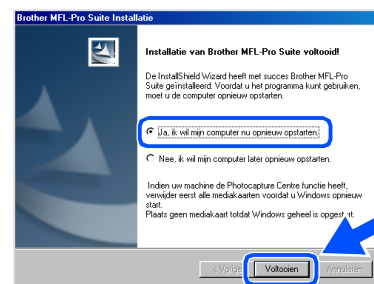 Brother MFL-Pro Suite Installatie
Installatie van Brother MFL-Pro Suite voltooid!
De InstallShield Wizard heeft met succes Brother MFL-Pro
Suite geïnstalleerd. Voordat u het programma kunt gebruiken,
moet u de computer opnieuw opstarten.
Ja, ik wil mijn computer nu opnieuw opstarten.
Nee, ik wil mijn computer later opnieuw opstarten.
Indien uw machine de Photocapture Centre functie heeft,
verwijder eerst alle mediakaarten voordat u Windows opnieuw
start.
Plaats geen mediakaart totdat Windows geheel is opgestart.
< Vorige Voltooien Annuleren